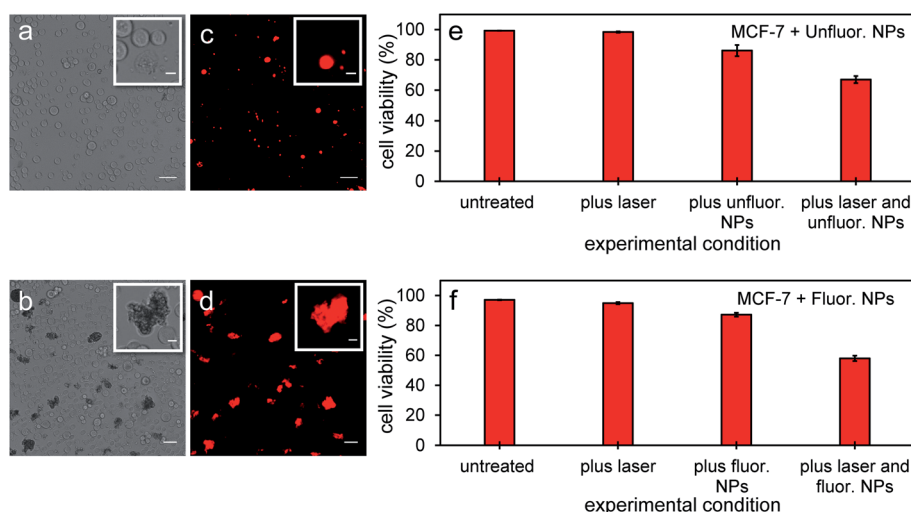 a
c
b
d
e
MCF-7 + Unfluor. NPs
cell viability (%)
100
80
60
40
20
0
untreated
plus laser
plus unfluor.
NPs
plus laser and
unfluor. NPs
experimental condition
f
MCF-7 + Fluor. NPs
cell viability (%)
100
80
60
40
20
0
untreated
plus laser
plus fluor.
NPs
plus laser and
fluor. NPs
experimental condition